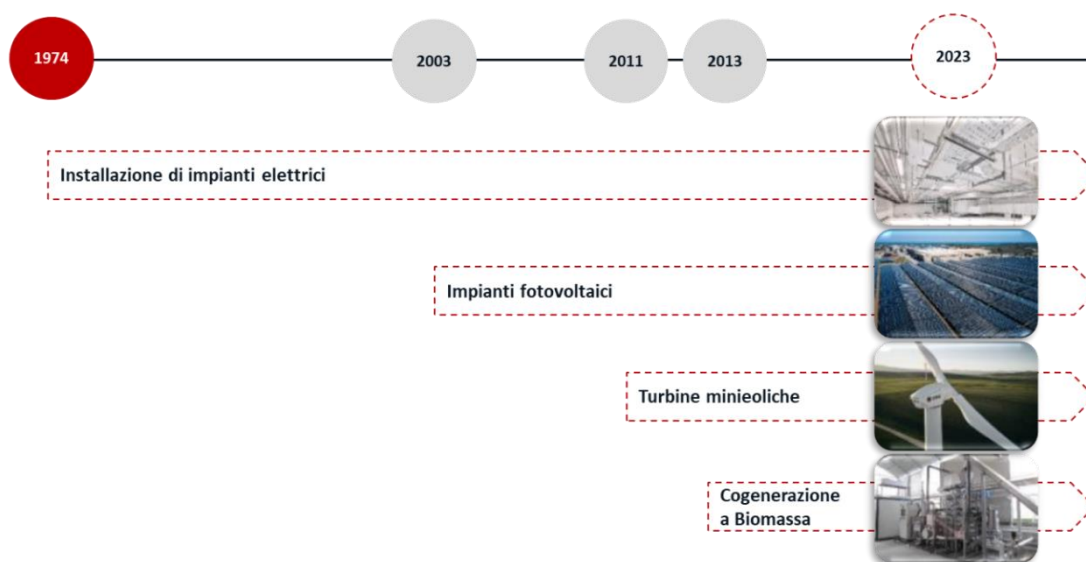 1974
2003
2011
2013
2023
Installazione di impianti elettrici
Impianti fotovoltaici
Turbine minieoliche
Cogenerazione
a Biomassa